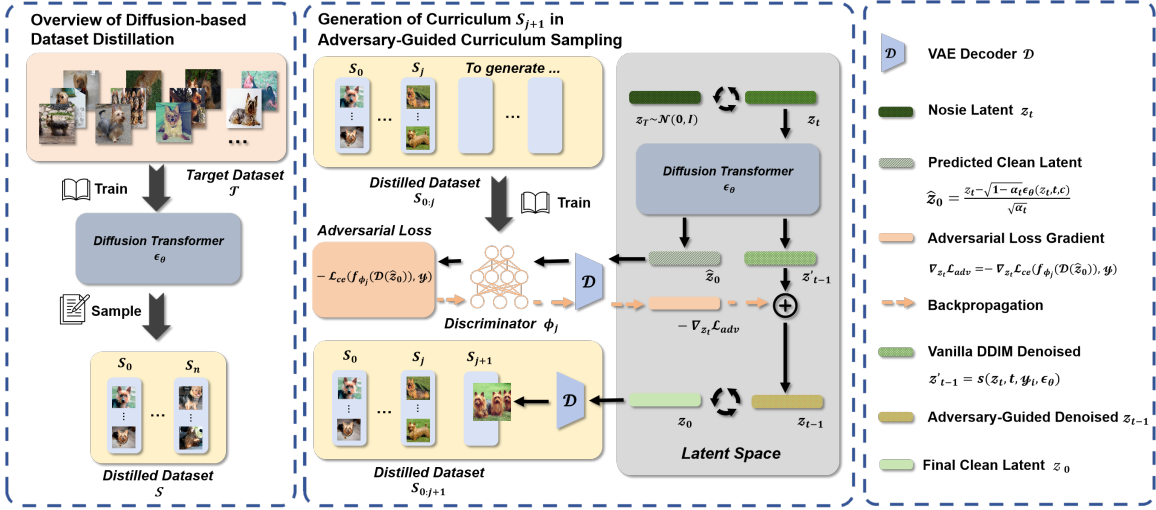 Overview of Diffusion-based
Dataset Distillation
Target Dataset
𝒯
Train
Diffusion Transformer
ϵ_θ
Sample
S_0 S_n
...
Distilled Dataset
𝒮
Generation of Curriculum S_{j+1} in
Adversary-Guided Curriculum Sampling
S_0 S_j To generate ...
... ...
Distilled Dataset
S_{0:j}
Train
Adversarial Loss
− ℒ_ce(f_{ϕ_j}(𝒟(ẑ_0)), 𝓎)
Discriminator ϕ_j
𝒟
S_0 S_j S_{j+1}
...
𝒟
Distilled Dataset
S_{0:j+1}
z_T~𝒩(0, I) z_t
Diffusion Transformer
ϵ_θ
ẑ_0 z'_{t−1}
− ∇_{z_t}ℒ_adv
z_0 z_{t−1}
Latent Space
𝒟 VAE Decoder 𝒟
Nosie Latent z_t
Predicted Clean Latent
ẑ_0 = (z_t−√(1− α_t)ϵ_θ(z_t,t,c))/√α_t
Adversarial Loss Gradient
∇_{z_t}ℒ_adv=− ∇_{z_t}ℒ_ce(f_{ϕ_j}(𝒟(ẑ_0)), 𝓎)
Backpropagation
Vanilla DDIM Denoised
z'_{t−1} = s(z_t, t, 𝓎_i, ϵ_θ)
Adversary-Guided Denoised z_{t−1}
Final Clean Latent z_0